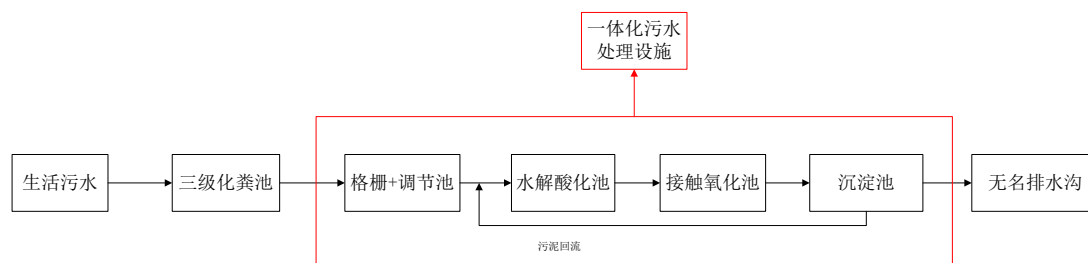 一体化污水
处理设施
生活污水
三级化粪池
格栅+调节池
水解酸化池
接触氧化池
沉淀池
无名排水沟
污泥回流